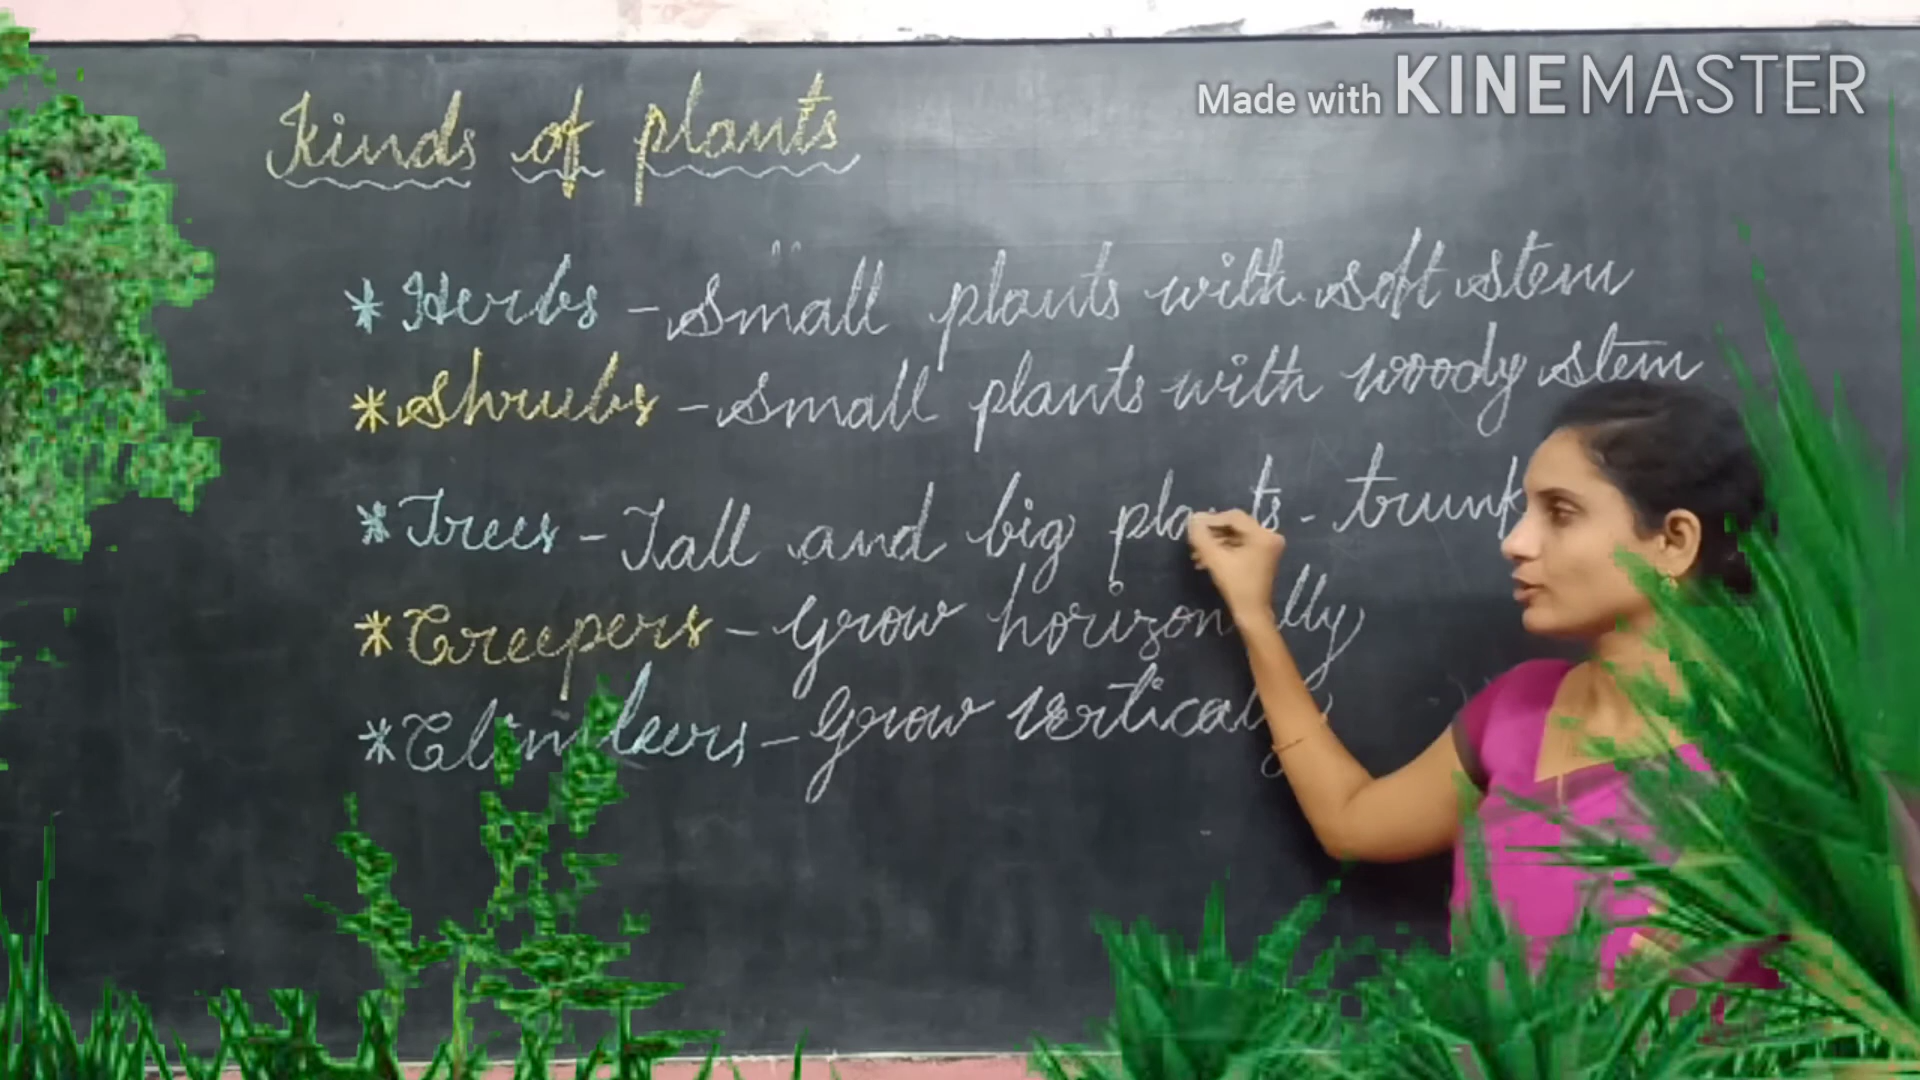 Made with KINEMASTER
Kinds of plants
* Herbs - Small plants with soft stem
* Shrubs - Small plants with woody stem
* Trees - Tall and big plants - trunk
* Creepers - Grow horizontally
* Climbers - Grow vertically